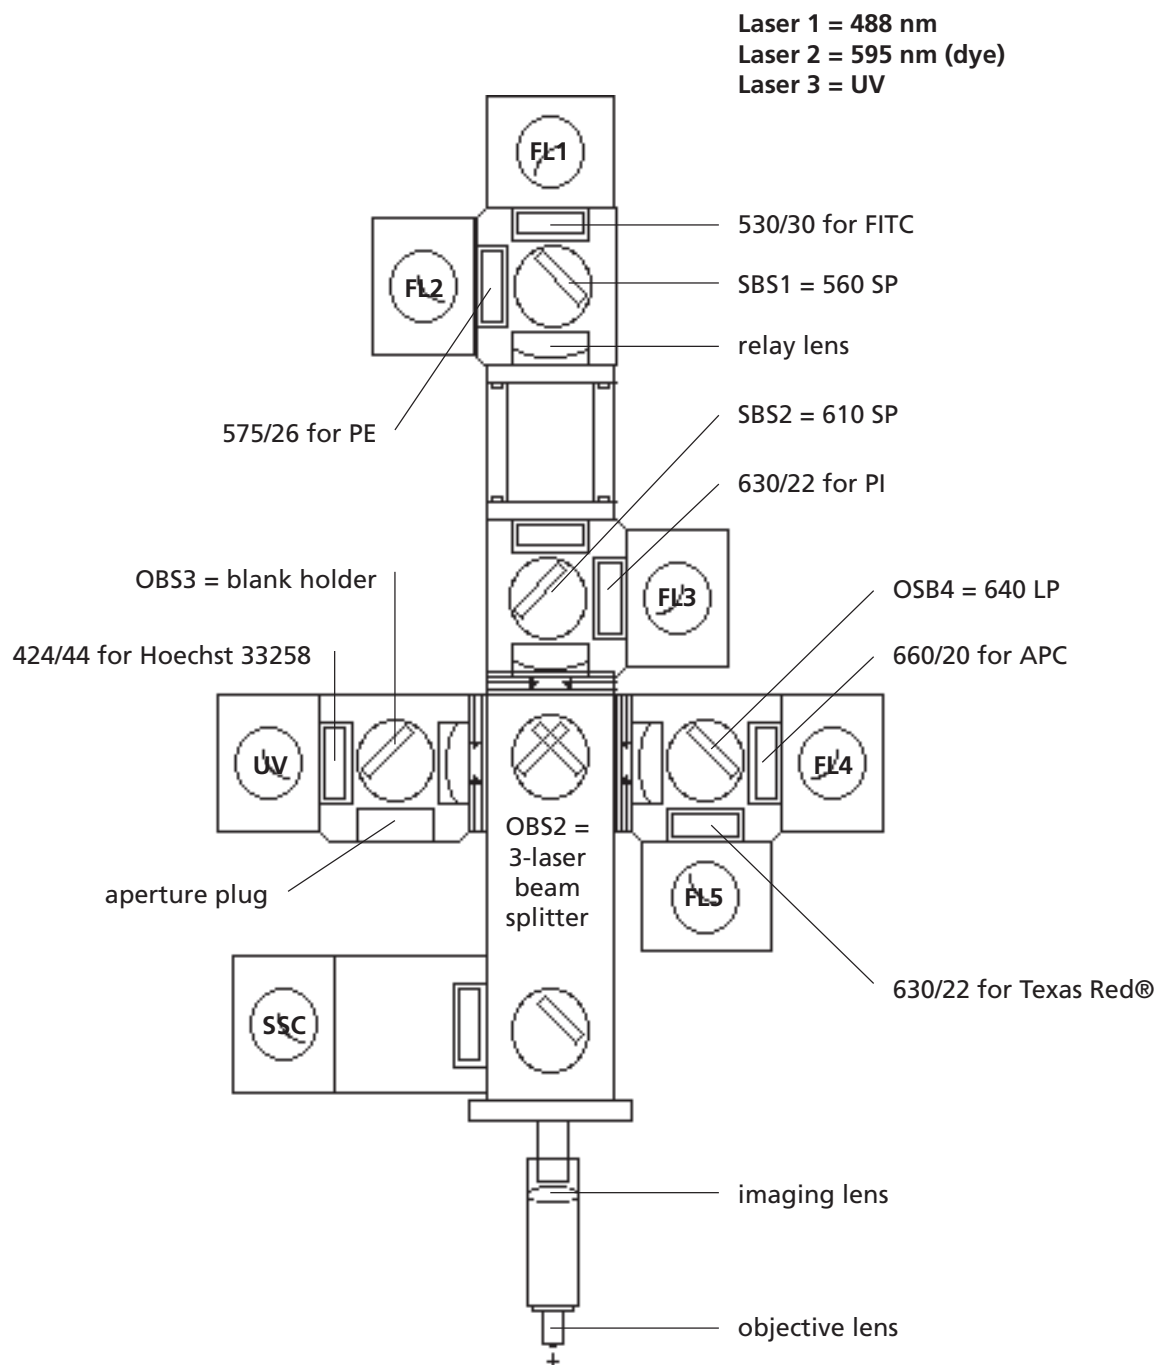 Laser 1 = 488 nm
Laser 2 = 595 nm (dye)
Laser 3 = UV
FL1
530/30 for FITC
FL2
SBS1 = 560 SP
relay lens
SBS2 = 610 SP
575/26 for PE
630/22 for PI
OBS3 = blank holder
FL3
OSB4 = 640 LP
424/44 for Hoechst 33258
660/20 for APC
UV
FL4
OBS2 =
3-laser
beam
splitter
aperture plug
FL5
630/22 for Texas Red®
SSC
imaging lens
objective lens